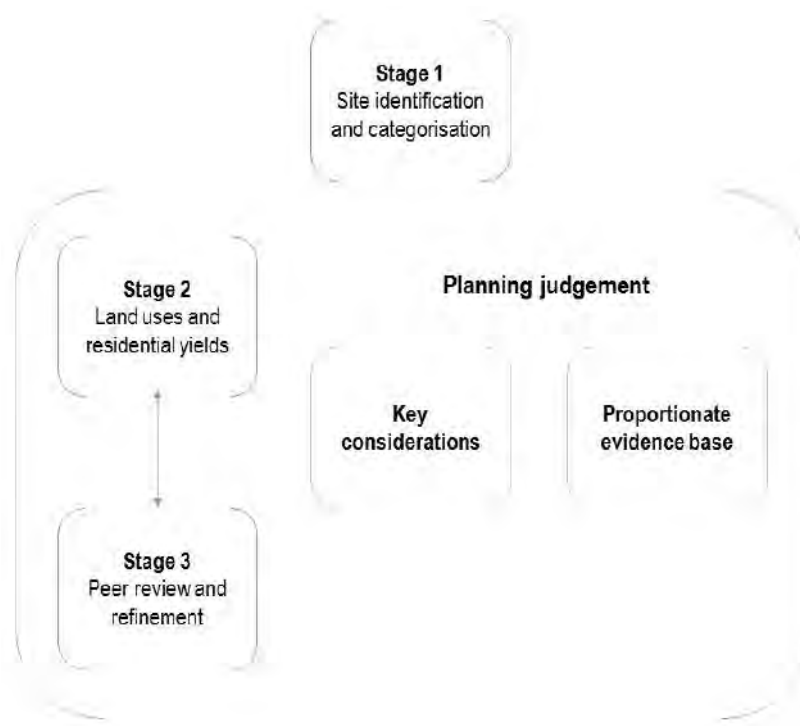 Stage 1
Site identification
and categorisation
Stage 2
Land uses and
residential yields
Planning judgement
Key
considerations
Proportionate
evidence base
Stage 3
Peer review and
refinement